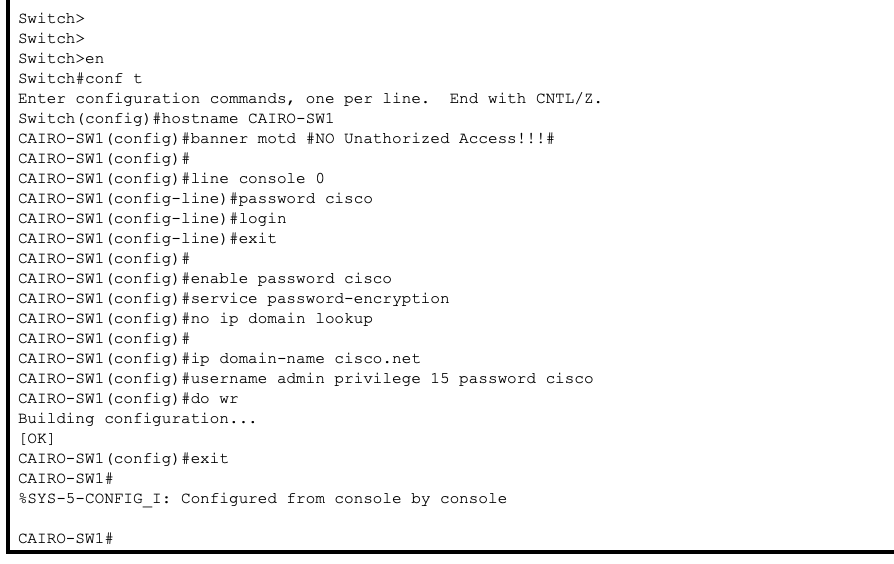 Switch>
Switch>
Switch>en
Switch#conf t
Enter configuration commands, one per line.  End with CNTL/Z.
Switch(config)#hostname CAIRO-SW1
CAIRO-SW1(config)#banner motd #NO Unathorized Access!!!#
CAIRO-SW1(config)#
CAIRO-SW1(config)#line console 0
CAIRO-SW1(config-line)#password cisco
CAIRO-SW1(config-line)#login
CAIRO-SW1(config-line)#exit
CAIRO-SW1(config)#
CAIRO-SW1(config)#enable password cisco
CAIRO-SW1(config)#service password-encryption
CAIRO-SW1(config)#no ip domain lookup
CAIRO-SW1(config)#
CAIRO-SW1(config)#ip domain-name cisco.net
CAIRO-SW1(config)#username admin privilege 15 password cisco
CAIRO-SW1(config)#do wr
Building configuration...
[OK]
CAIRO-SW1(config)#exit
CAIRO-SW1#
%SYS-5-CONFIG_I: Configured from console by console
CAIRO-SW1#